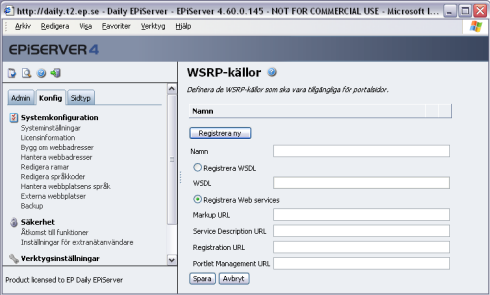 http://daily.t2.ep.se - Daily EPiServer - EPiServer 4.60.0.145 - NOT FOR COMMERCIAL USE - Microsoft I...
Arkiv Redigera Visa Favoriter Verktyg Hjälp
EPiSERVER 4
Admin Konfig Sidtyp
Systemkonfiguration
Systeminställningar
Licensinformation
Bygg om webbadresser
Hantera webbadresser
Redigera ramar
Redigera språkkoder
Hantera webbplatsens språk
Externa webbplatser
Backup
Säkerhet
Åtkomst till funktioner
Inställningar för extranätanvändare
Verktygsinställningar
Product licensed to EP Daily EPiServer
WSRP-källor
Definera de WSRP-källor som ska vara tillgängliga för portalsidor.
Namn
Registrera ny
Namn
Registrera WSDL
WSDL
Registrera Web services
Markup URL
Service Description URL
Registration URL
Portlet Management URL
Spara Avbryt